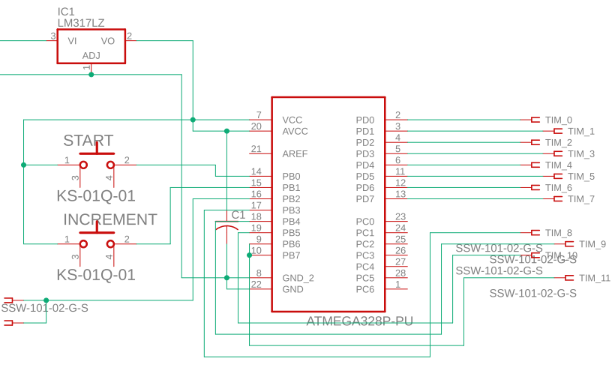 IC1
LM317LZ
3 VI VO 2
ADJ
1
START
1 2
3 4
KS-01Q-01
INCREMENT
1 2
3 4
KS-01Q-01
SSW-101-02-G-S
C1
7 VCC PD0 2 TIM_0
20 AVCC PD1 3 TIM_1
PD2 4 TIM_2
21 AREF PD3 5 TIM_3
PD4 6 TIM_4
14 PB0 PD5 11 TIM_5
15 PB1 PD6 12 TIM_6
16 PB2 PD7 13 TIM_7
17 PB3
18 PB4 PC0 23
19 PB5 PC1 24 TIM_8
9 PB6 PC2 25 TIM_9
10 PB7 PC3 26 TIM_10
PC4 27
8 GND_2 PC5 28 TIM_11
22 GND PC6 1
SSW-101-02-G-S
SSW-101-02-G-S
SSW-101-02-G-S
SSW-101-02-G-S
ATMEGA328P-PU